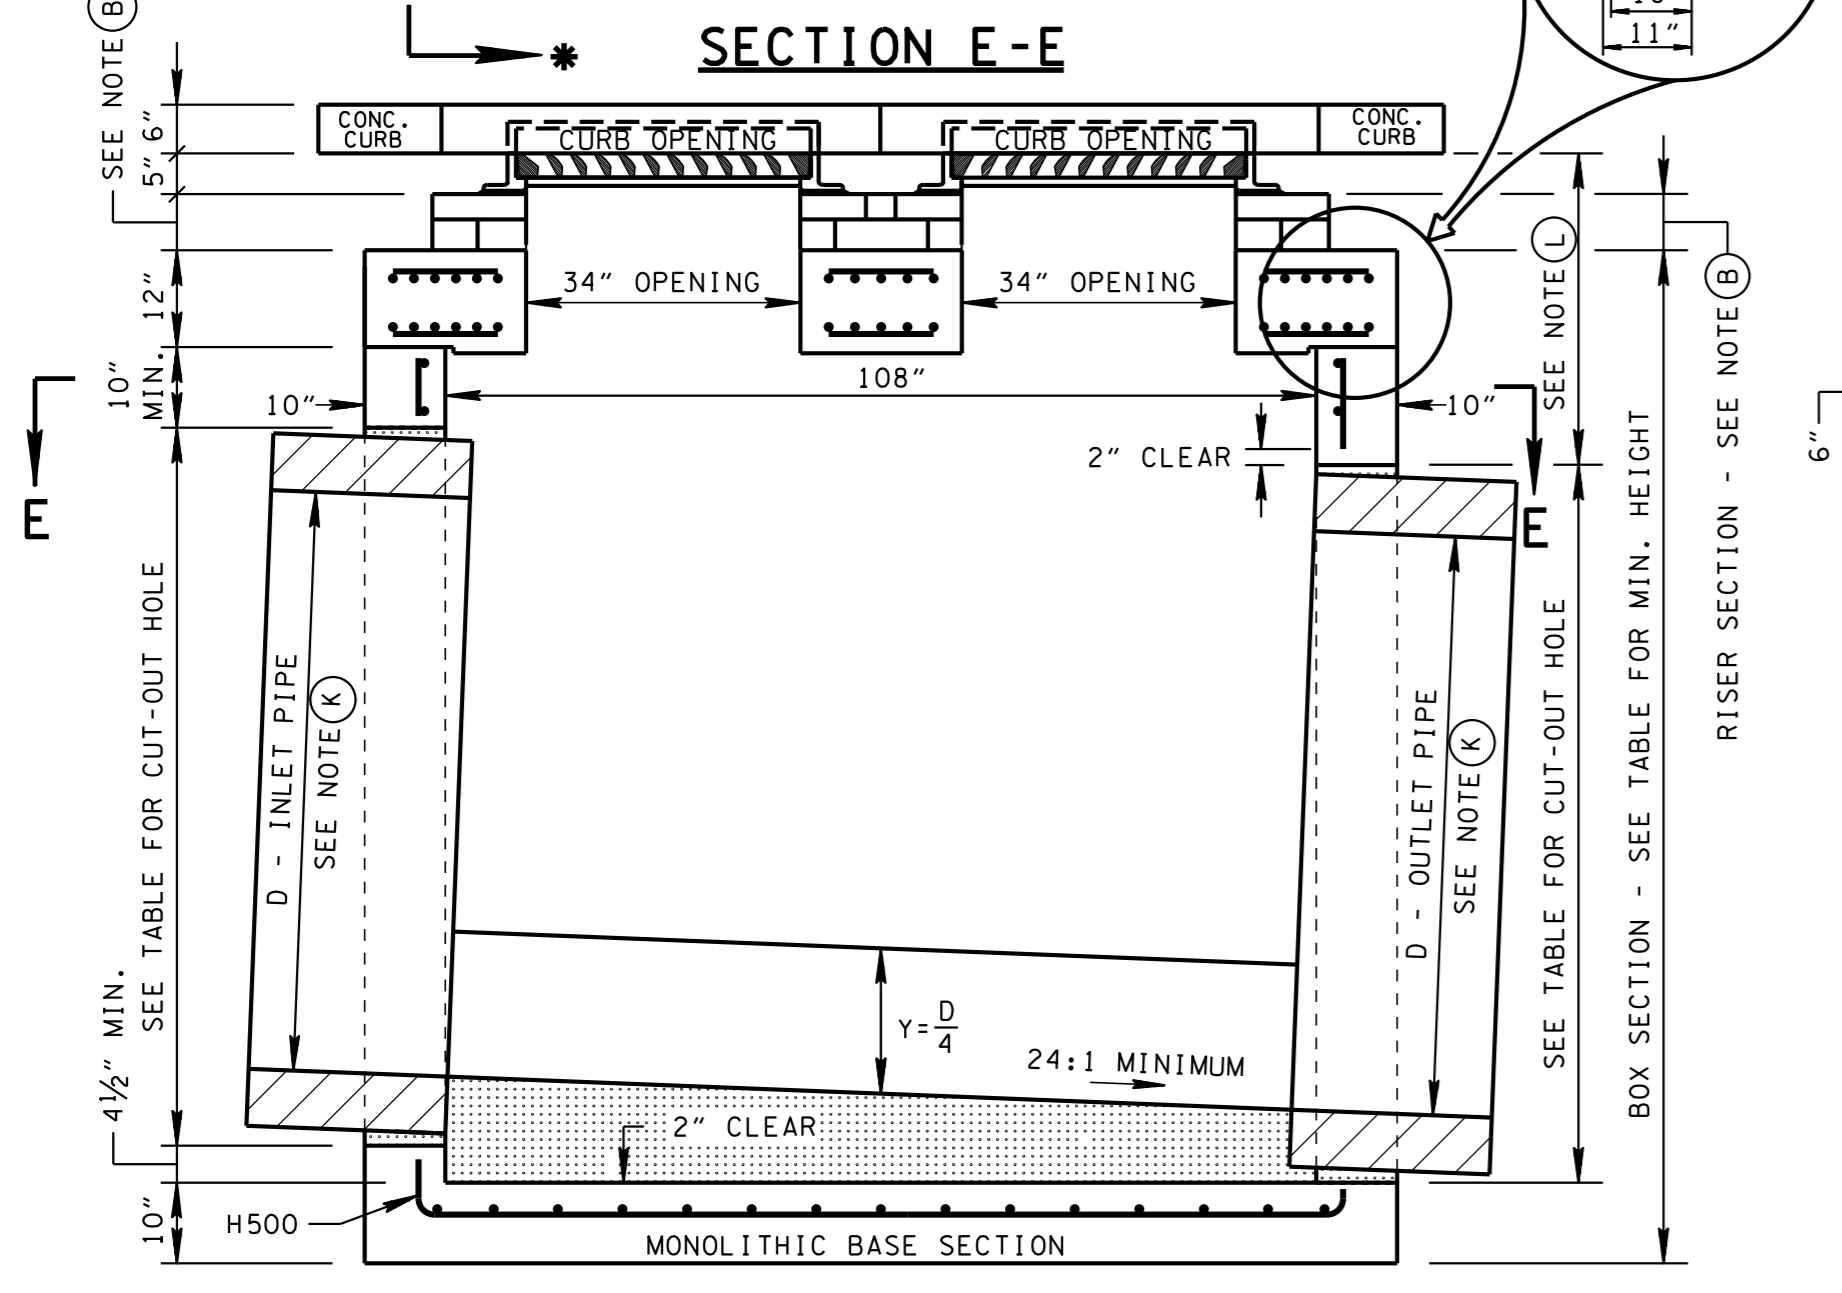 SECTION E-E
*
11"
SEE NOTE B
6"
5"
12"
10"
MIN.
SEE TABLE FOR CUT-OUT HOLE
4½" MIN.
10"
CONC.
CURB
CURB OPENING
CURB OPENING
CONC.
CURB
34" OPENING
34" OPENING
108"
10"
10"
2" CLEAR
E
E
D - INLET PIPE
SEE NOTE K
D - OUTLET PIPE
SEE NOTE K
Y=D/4
24:1 MINIMUM
2" CLEAR
H500
MONOLITHIC BASE SECTION
SEE NOTE L
SEE TABLE FOR CUT-OUT HOLE
BOX SECTION - SEE TABLE FOR MIN. HEIGHT
RISER SECTION - SEE NOTE B
6"